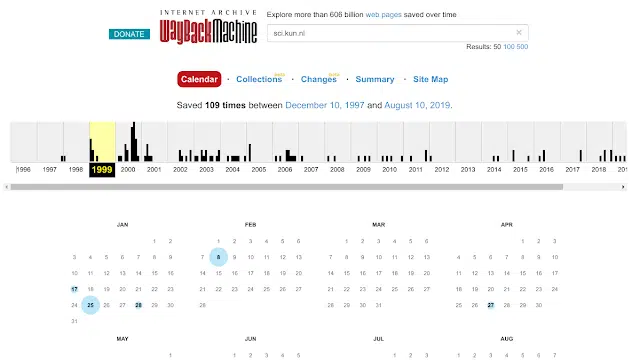 INTERNET ARCHIVE
WayBackMachine
DONATE
Explore more than 606 billion web pages saved over time
sci.kun.nl ×
Results: 50 100 500
Calendar · Collections beta · Changes beta · Summary · Site Map
Saved 109 times between December 10, 1997 and August 10, 2019.
1996 1997 1998 1999 2000 2001 2002 2003 2004 2005 2006 2007 2008 2009 2010 2011 2012 2013 2014 2015 2016 2017 2018
JAN FEB MAR APR
1 2 1 2 3 4 5 6 1 2 3 4 5 6 1 2 3
3 4 5 6 7 8 9 7 8 9 10 11 12 13 7 8 9 10 11 12 13 4 5 6 7 8 9 10
10 11 12 13 14 15 16 14 15 16 17 18 19 20 14 15 16 17 18 19 20 11 12 13 14 15 16 17
17 18 19 20 21 22 23 21 22 23 24 25 26 27 21 22 23 24 25 26 27 18 19 20 21 22 23 24
24 25 26 27 28 29 30 28 28 29 30 31 25 26 27 28 29 30
31
MAY JUN JUL AUG
1 1 2 3 4 5 1 2 3 1 2 3 4 5 6 7